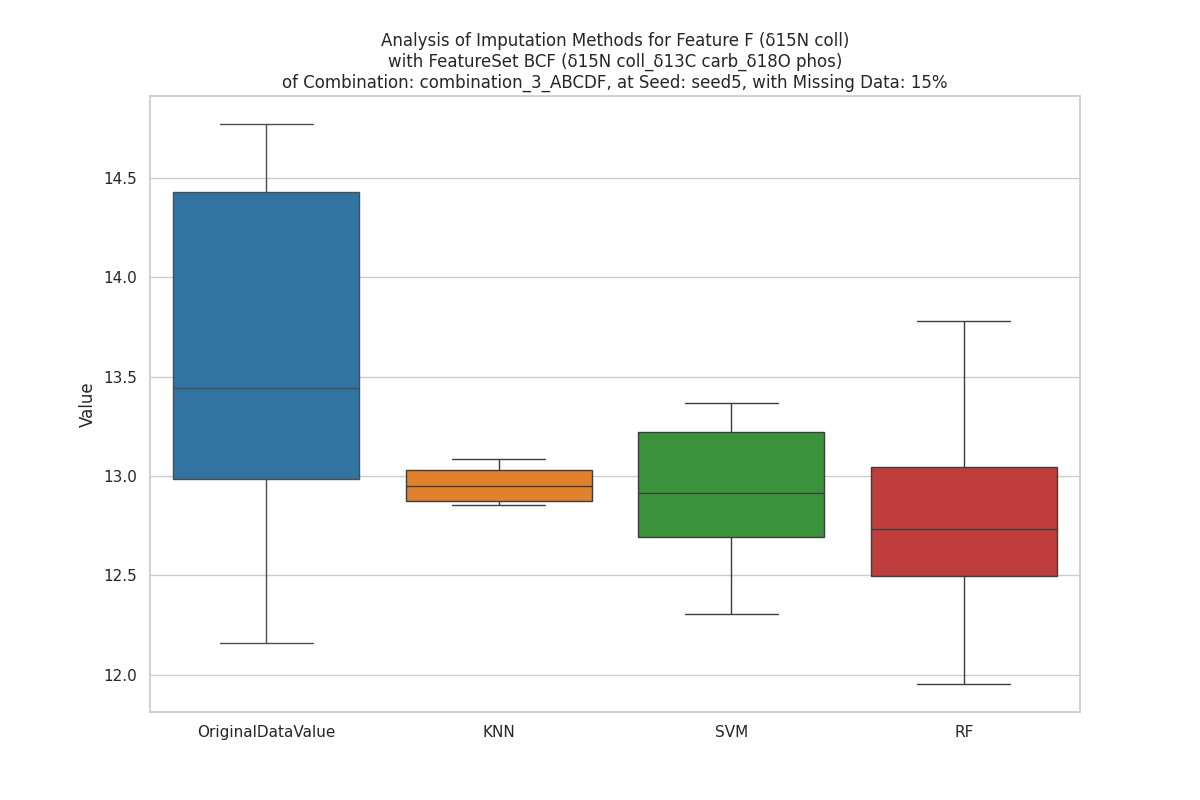 Analysis of Imputation Methods for Feature F (δ15N coll)
with FeatureSet BCF (δ15N coll_δ13C carb_δ18O phos)
of Combination: combination_3_ABCDF, at Seed: seed5, with Missing Data: 15%
Value
14.5
14.0
13.5
13.0
12.5
12.0
OriginalDataValue
KNN
SVM
RF